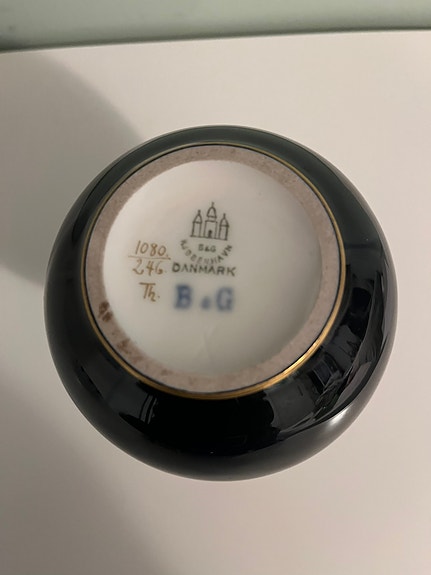 B&G
KJØBENHAVN
DANMARK
1080.
246
Th.
B&G